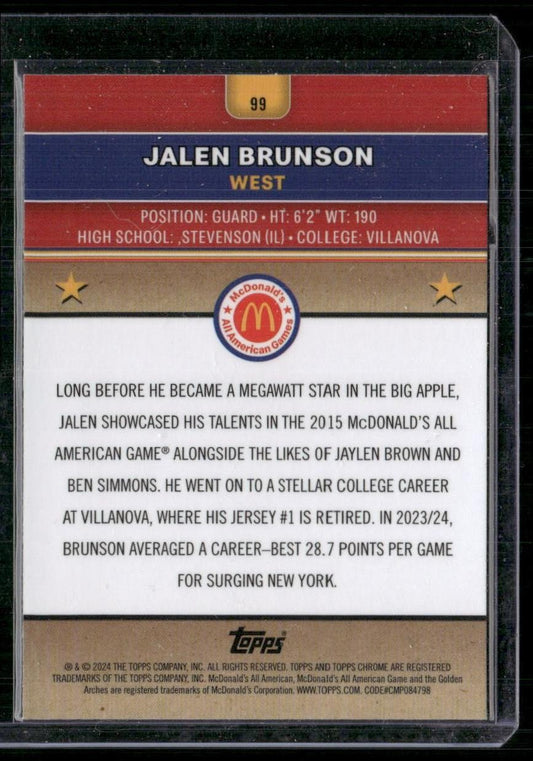 99
JALEN BRUNSON
WEST
POSITION: GUARD • HT: 6'2" WT: 190
HIGH SCHOOL: ,STEVENSON (IL) • COLLEGE: VILLANOVA
McDonald's
All American Games
LONG BEFORE HE BECAME A MEGAWATT STAR IN THE BIG APPLE,
JALEN SHOWCASED HIS TALENTS IN THE 2015 McDONALD'S ALL
AMERICAN GAME® ALONGSIDE THE LIKES OF JAYLEN BROWN AND
BEN SIMMONS. HE WENT ON TO A STELLAR COLLEGE CAREER
AT VILLANOVA, WHERE HIS JERSEY #1 IS RETIRED. IN 2023/24,
BRUNSON AVERAGED A CAREER–BEST 28.7 POINTS PER GAME
FOR SURGING NEW YORK.
TOPPS®
® & © 2024 THE TOPPS COMPANY, INC. ALL RIGHTS RESERVED. TOPPS AND TOPPS CHROME ARE REGISTERED
TRADEMARKS OF THE TOPPS COMPANY, INC. McDonald's All American, McDonald's All American Game and the Golden
Arches are registered trademarks of McDonald's Corporation. WWW.TOPPS.COM. CODE#CMP084798